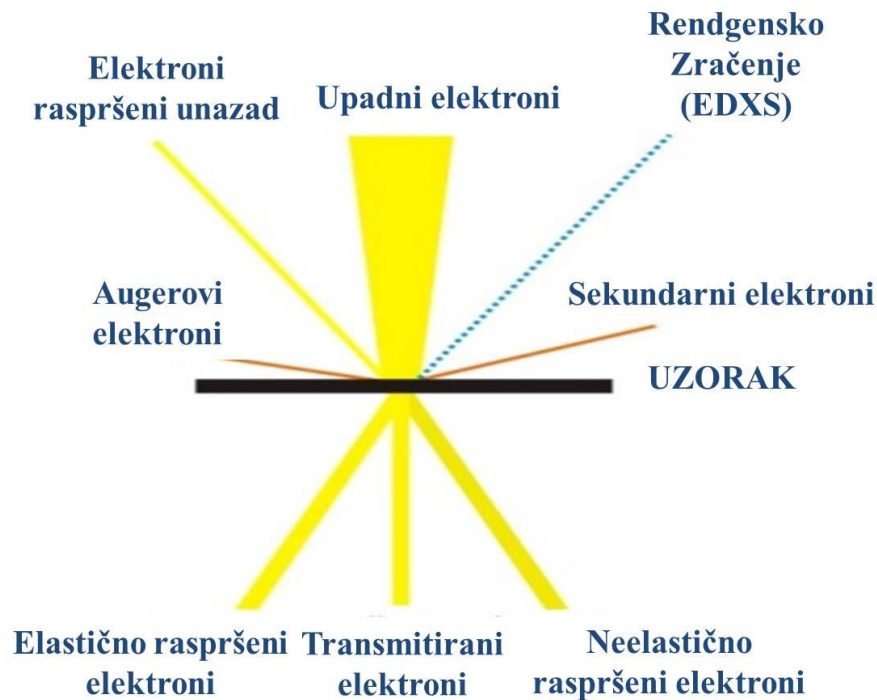 Elektroni
raspršeni unazad
Upadni elektroni
Rendgensko
Zračenje
(EDXS)
Augerovi
elektroni
Sekundarni elektroni
UZORAK
Elastično raspršeni
elektroni
Transmitirani
elektroni
Neelastično
raspršeni elektroni